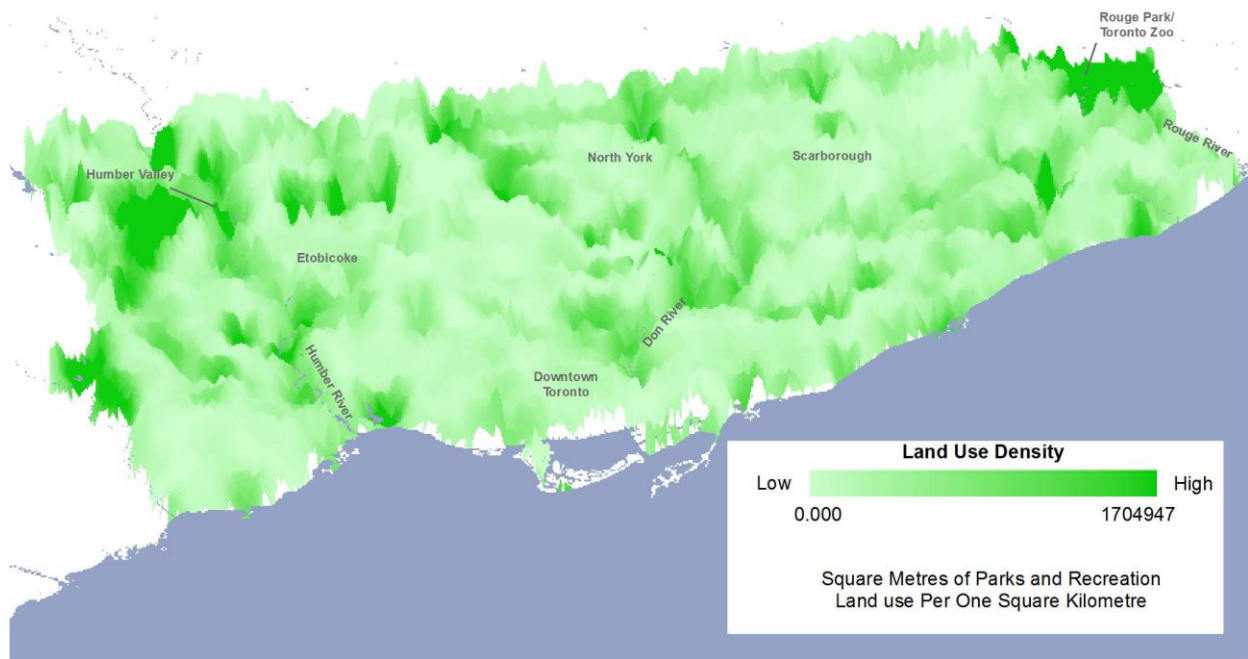 Rouge Park/
Toronto Zoo
Rouge River
North York
Scarborough
Humber Valley
Etobicoke
Don River
Humber River
Downtown
Toronto
Land Use Density
Low
High
0.000
1704947
Square Metres of Parks and Recreation
Land use Per One Square Kilometre